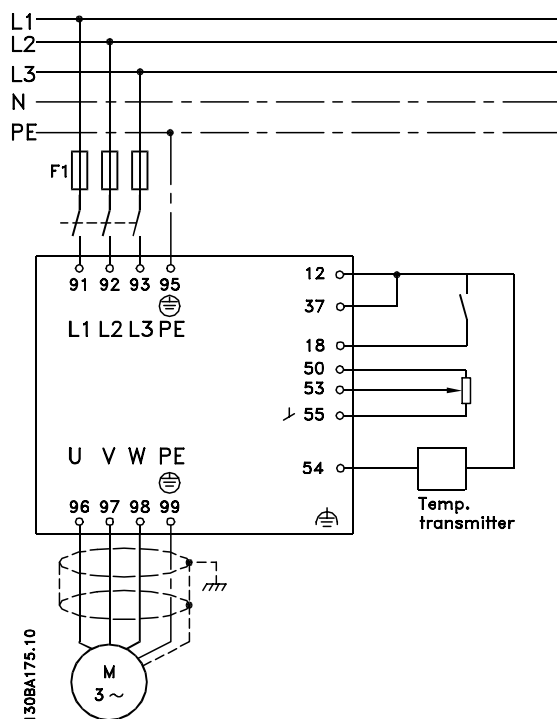 L1
L2
L3
N
PE
F1
91 92 93 95
L1 L2 L3 PE
12
37
18
50
53
55
54
U V W PE
96 97 98 99
Temp.
transmitter
M
3 ~
130BA175.10